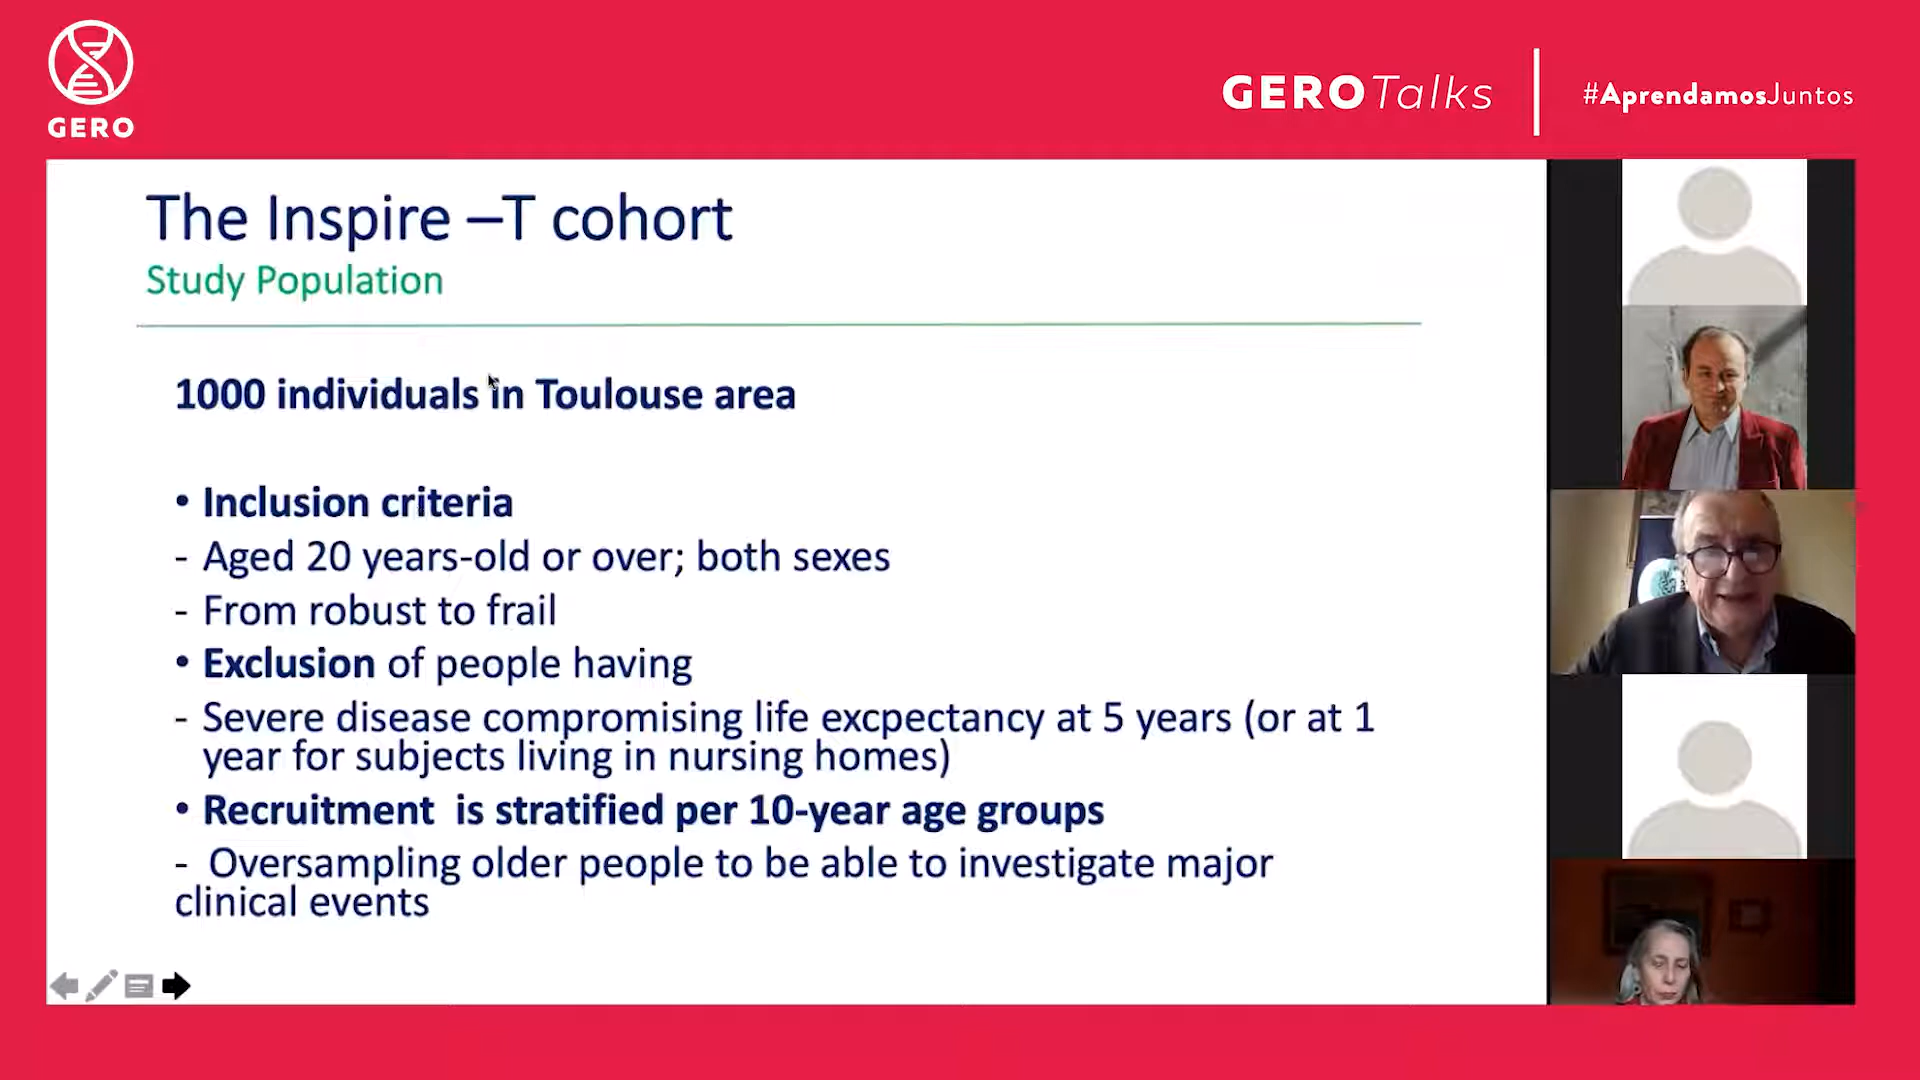 GERO
GEROTalks
#AprendamosJuntos
The Inspire –T cohort
Study Population
1000 individuals in Toulouse area
• Inclusion criteria
- Aged 20 years-old or over; both sexes
- From robust to frail
• Exclusion of people having
- Severe disease compromising life excpectancy at 5 years (or at 1
year for subjects living in nursing homes)
• Recruitment  is stratified per 10-year age groups
-  Oversampling older people to be able to investigate major
clinical events